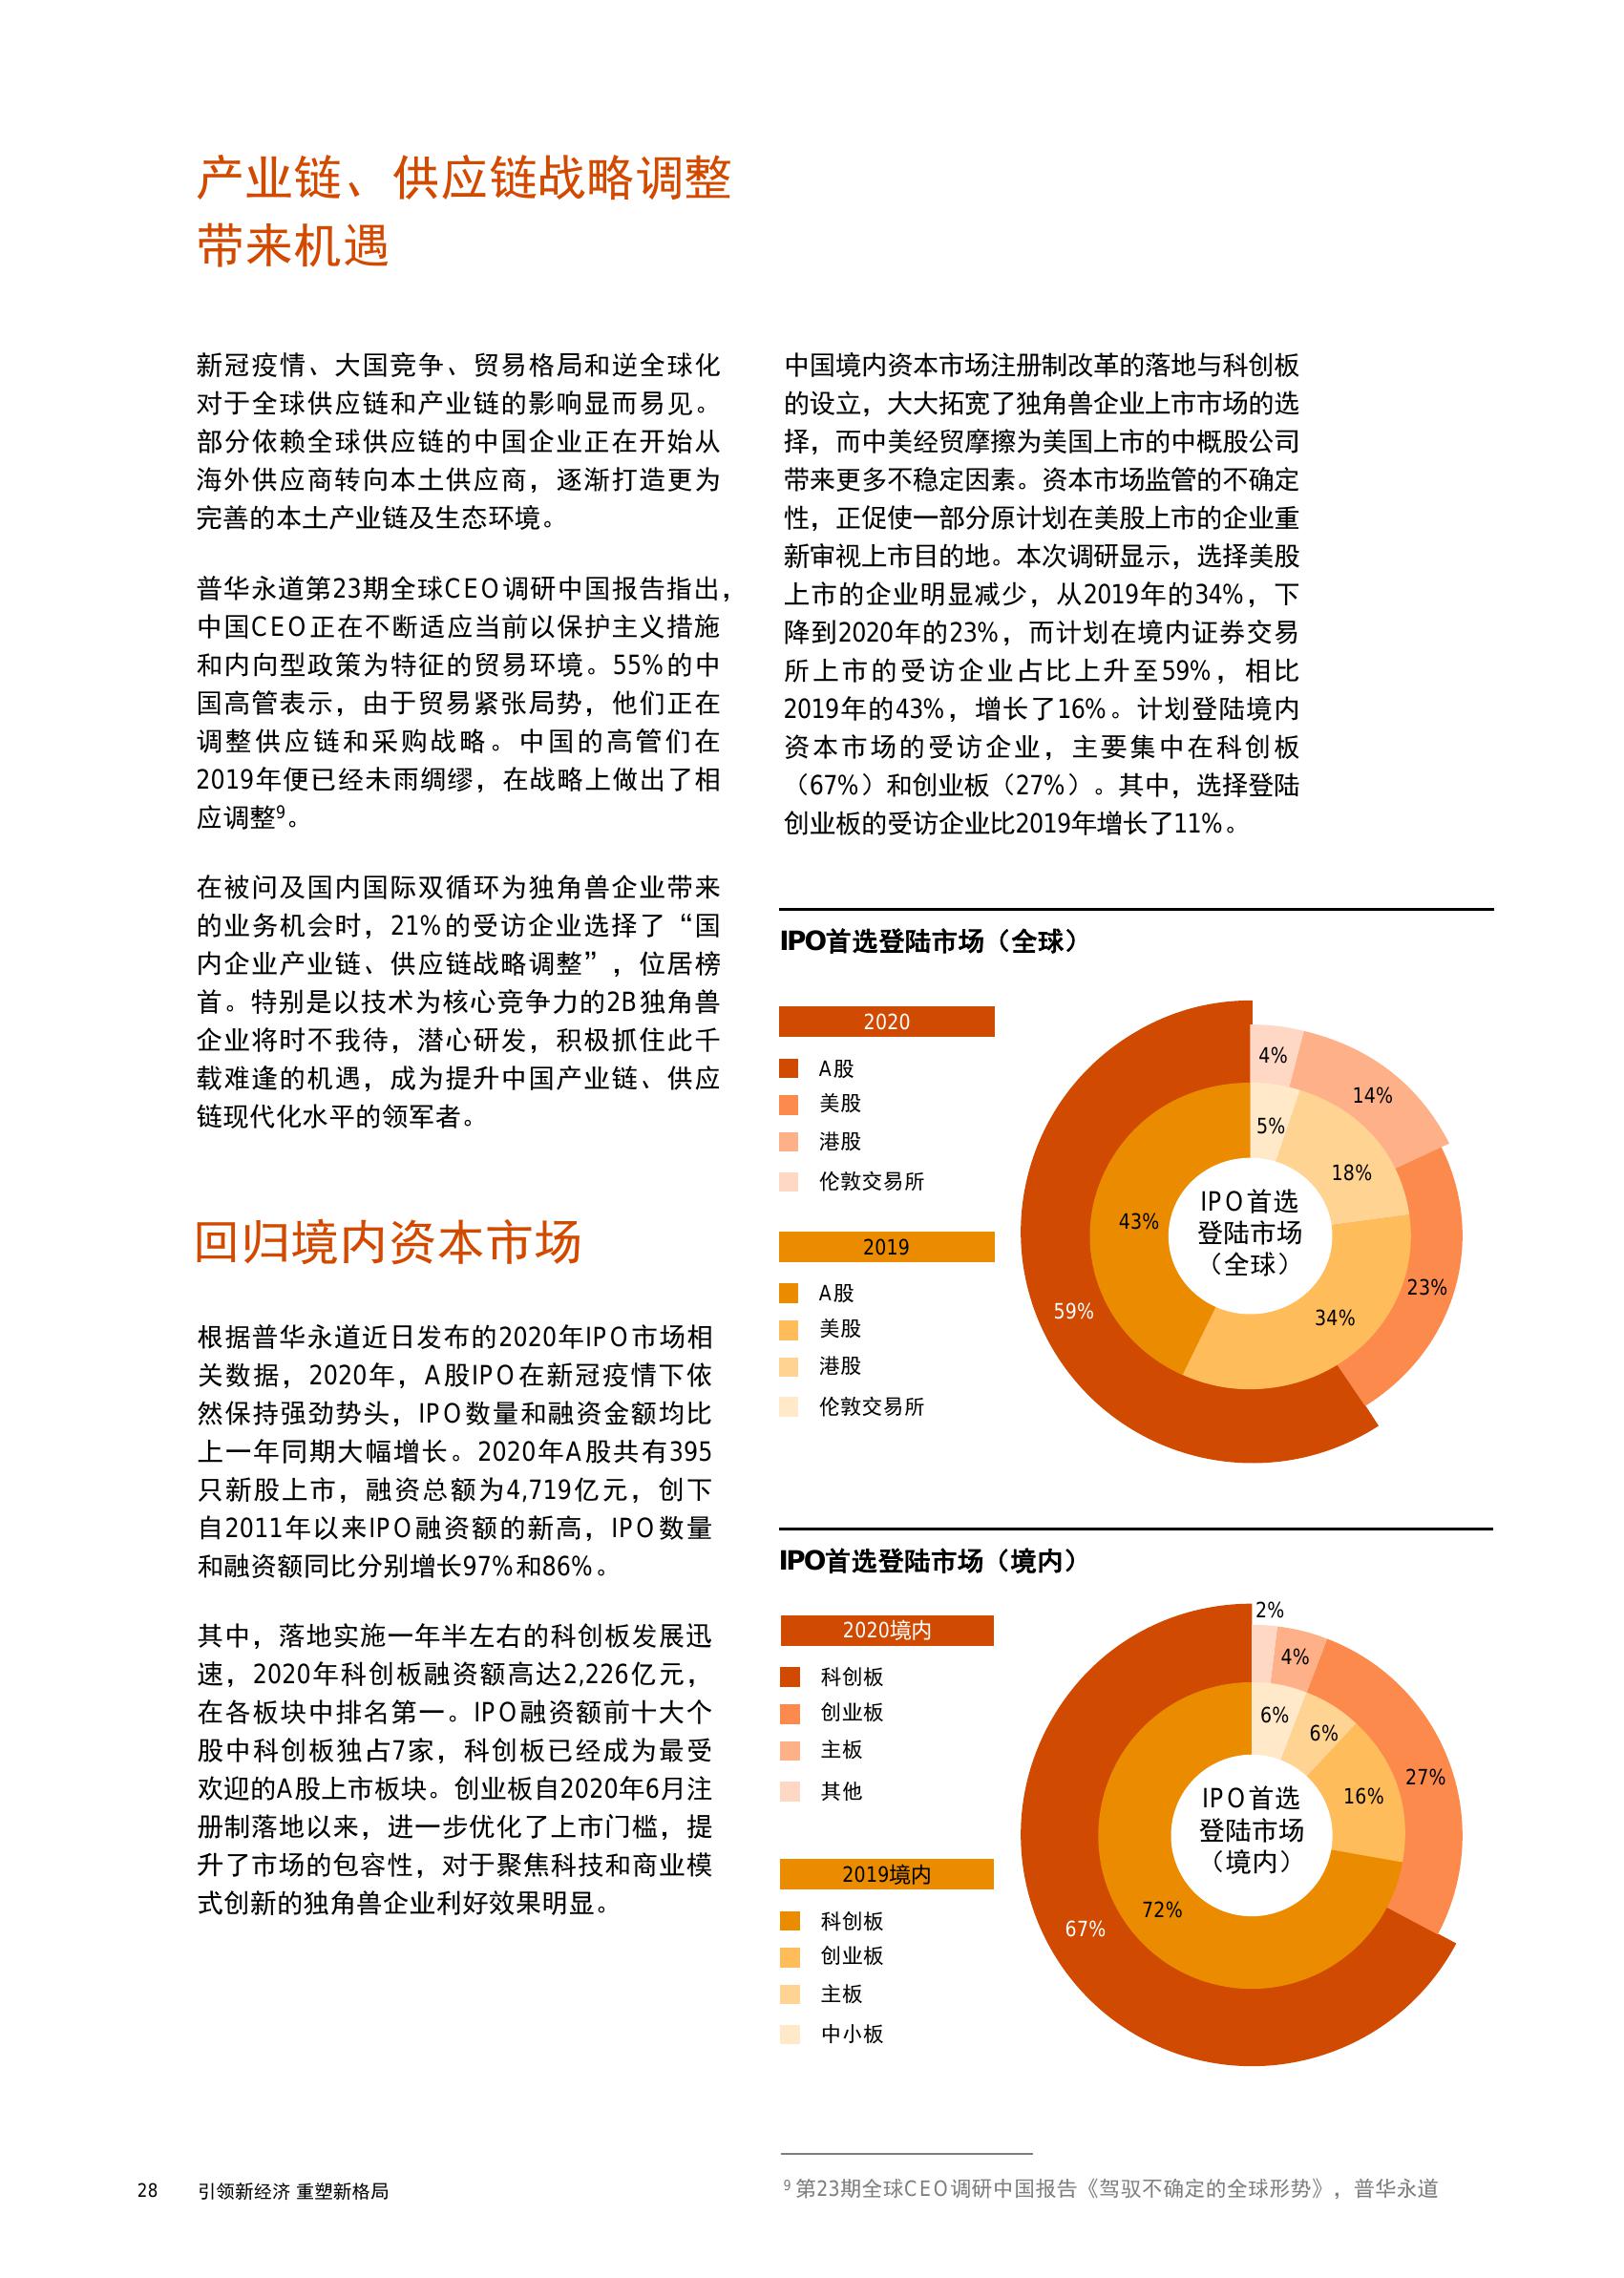 产业链、供应链战略调整
带来机遇
新冠疫情、大国竞争、贸易格局和逆全球化
对于全球供应链和产业链的影响显而易见。
部分依赖全球供应链的中国企业正在开始从
海外供应商转向本土供应商，逐渐打造更为
完善的本土产业链及生态环境。
普华永道第23期全球CEO调研中国报告指出，
中国CEO正在不断适应当前以保护主义措施
和内向型政策为特征的贸易环境。55%的中
国高管表示，由于贸易紧张局势，他们正在
调整供应链和采购战略。中国的高管们在
2019年便已经未雨绸缪，在战略上做出了相
应调整⁹。
在被问及国内国际双循环为独角兽企业带来
的业务机会时，21%的受访企业选择了“国
内企业产业链、供应链战略调整”，位居榜
首。特别是以技术为核心竞争力的2B独角兽
企业将时不我待，潜心研发，积极抓住此千
载难逢的机遇，成为提升中国产业链、供应
链现代化水平的领军者。
回归境内资本市场
根据普华永道近日发布的2020年IPO市场相
关数据，2020年，A股IPO在新冠疫情下依
然保持强劲势头，IPO数量和融资金额均比
上一年同期大幅增长。2020年A股共有395
只新股上市，融资总额为4,719亿元，创下
自2011年以来IPO融资额的新高，IPO数量
和融资额同比分别增长97%和86%。
其中，落地实施一年半左右的科创板发展迅
速，2020年科创板融资额高达2,226亿元，
在各板块中排名第一。IPO融资额前十大个
股中科创板独占7家，科创板已经成为最受
欢迎的A股上市板块。创业板自2020年6月注
册制落地以来，进一步优化了上市门槛，提
升了市场的包容性，对于聚焦科技和商业模
式创新的独角兽企业利好效果明显。
中国境内资本市场注册制改革的落地与科创板
的设立，大大拓宽了独角兽企业上市市场的选
择，而中美经贸摩擦为美国上市的中概股公司
带来更多不稳定因素。资本市场监管的不确定
性，正促使一部分原计划在美股上市的企业重
新审视上市目的地。本次调研显示，选择美股
上市的企业明显减少，从2019年的34%，下
降到2020年的23%，而计划在境内证券交易
所上市的受访企业占比上升至59%，相比
2019年的43%，增长了16%。计划登陆境内
资本市场的受访企业，主要集中在科创板
（67%）和创业板（27%）。其中，选择登陆
创业板的受访企业比2019年增长了11%。
IPO首选登陆市场（全球）
2020
A股
美股
港股
伦敦交易所
2019
A股
美股
港股
伦敦交易所
4%
14%
5%
18%
43%
IPO首选
登陆市场
（全球）
23%
59%
34%
IPO首选登陆市场（境内）
2020境内
科创板
创业板
主板
其他
2019境内
科创板
创业板
主板
中小板
2%
4%
6%
6%
27%
16%
IPO首选
登陆市场
（境内）
72%
67%
⁹ 第23期全球CEO调研中国报告《驾驭不确定的全球形势》，普华永道
28 引领新经济 重塑新格局